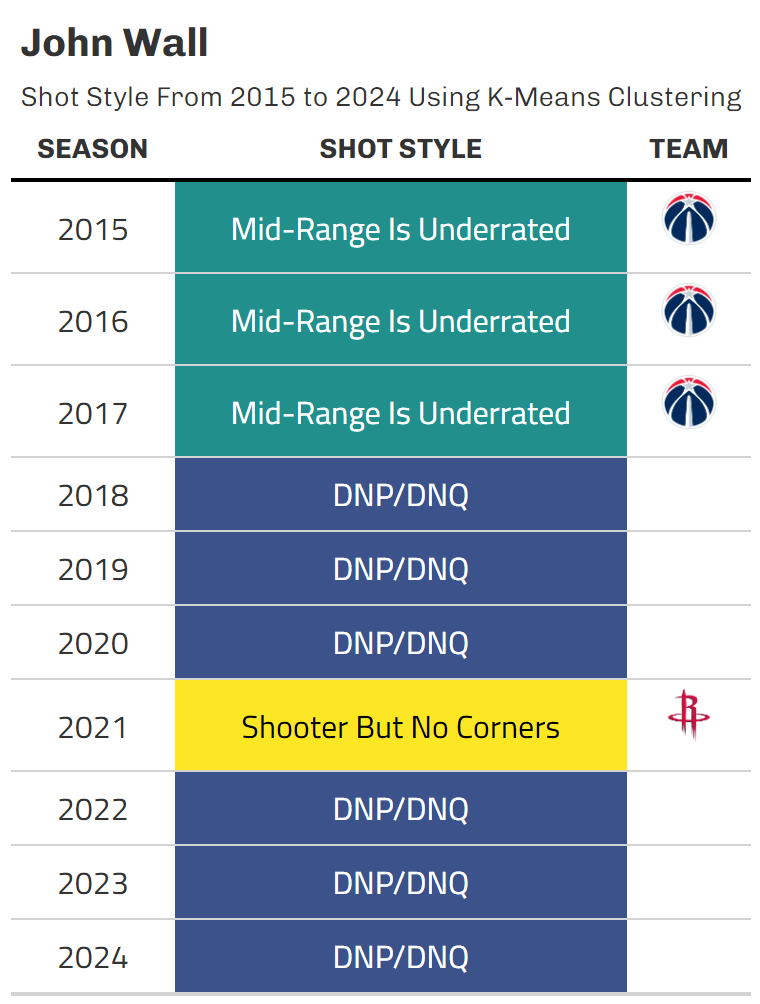 John Wall
Shot Style From 2015 to 2024 Using K-Means Clustering
SEASON SHOT STYLE TEAM
2015 Mid-Range Is Underrated
2016 Mid-Range Is Underrated
2017 Mid-Range Is Underrated
2018 DNP/DNQ
2019 DNP/DNQ
2020 DNP/DNQ
2021 Shooter But No Corners R
2022 DNP/DNQ
2023 DNP/DNQ
2024 DNP/DNQ